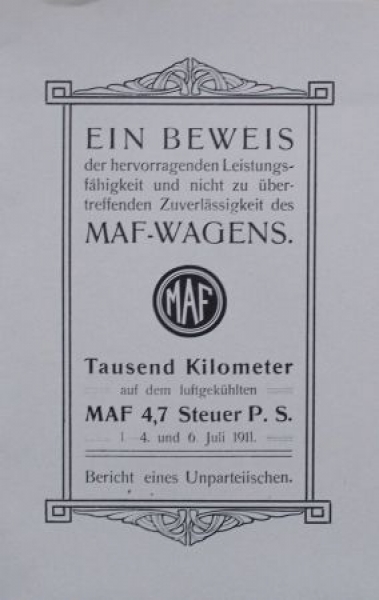 EIN BEWEIS
der hervorragenden Leistungs-
fähigkeit und nicht zu über-
treffenden Zuverlässigkeit des
MAF-WAGENS.
MAF
Tausend Kilometer
auf dem luftgekühlten
MAF 4,7 Steuer P. S.
1—4. und 6. Juli 1911.
Bericht eines Unparteiischen.